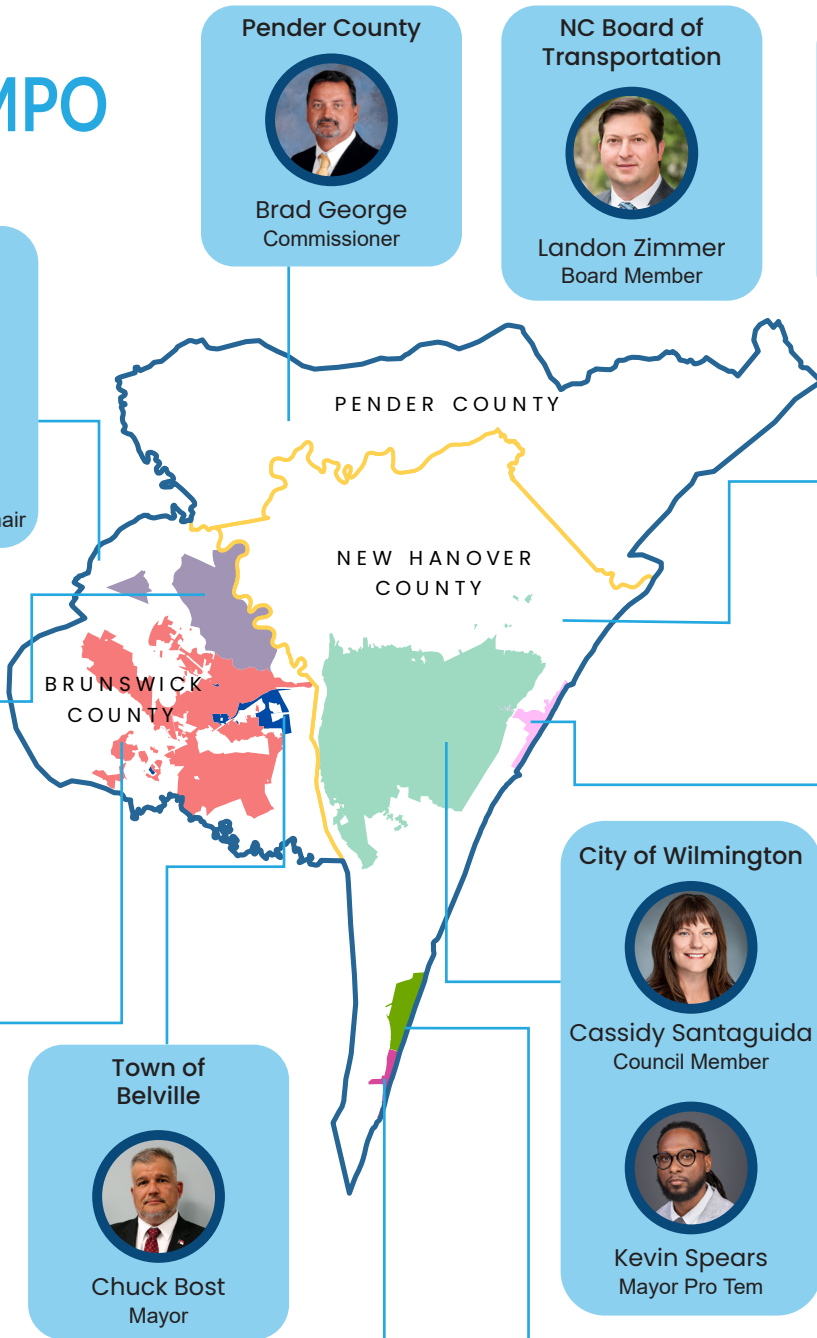 MPO
Pender County
Brad George
Commissioner
NC Board of
Transportation
Landon Zimmer
Board Member
PENDER COUNTY
NEW HANOVER
COUNTY
BRUNSWICK
COUNTY
City of Wilmington
Cassidy Santaguida
Council Member
Kevin Spears
Mayor Pro Tem
Town of
Belville
Chuck Bost
Mayor